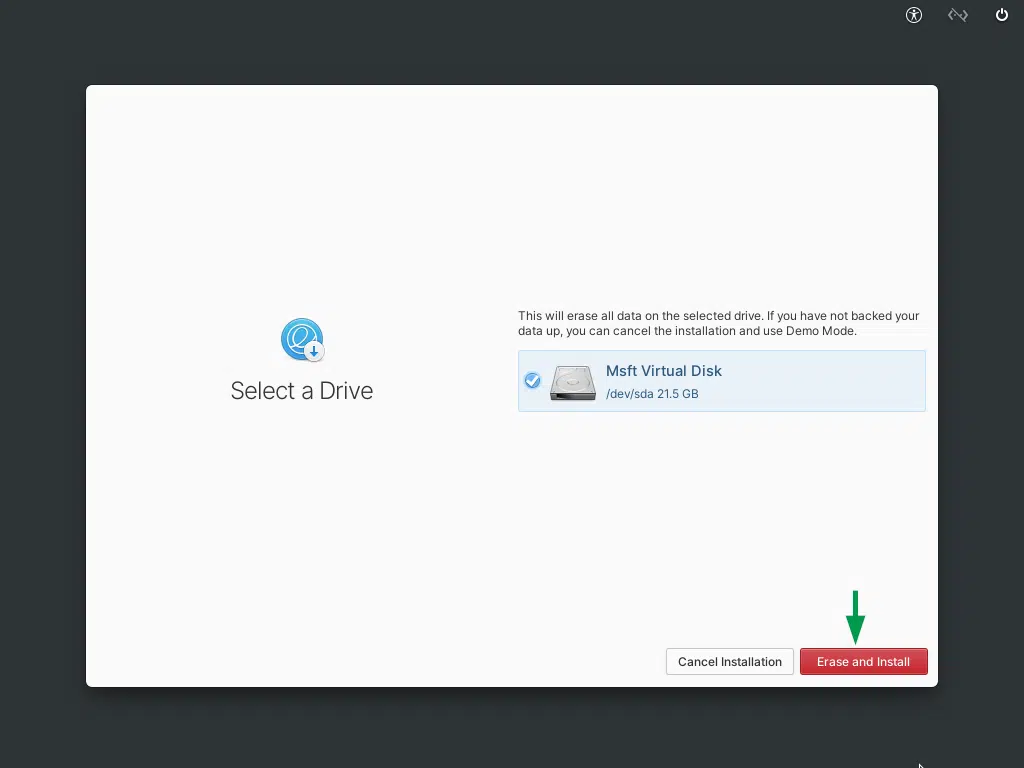 Select a Drive
This will erase all data on the selected drive. If you have not backed your
data up, you can cancel the installation and use Demo Mode.
Msft Virtual Disk
/dev/sda 21.5 GB
Cancel Installation
Erase and Install